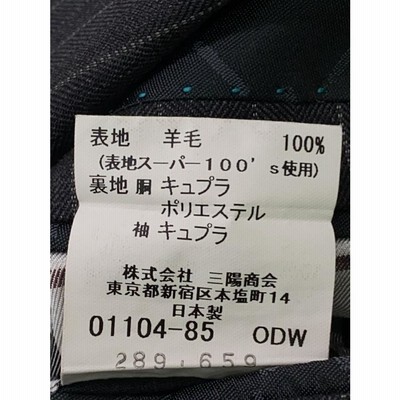 表地 羊毛 100%
(表地スーパー100's使用)
裏地 胴 キュプラ
ポリエステル
袖 キュプラ
株式会社 三陽商会
東京都新宿区本塩町14
日本製
01104-85 ODW
289,659